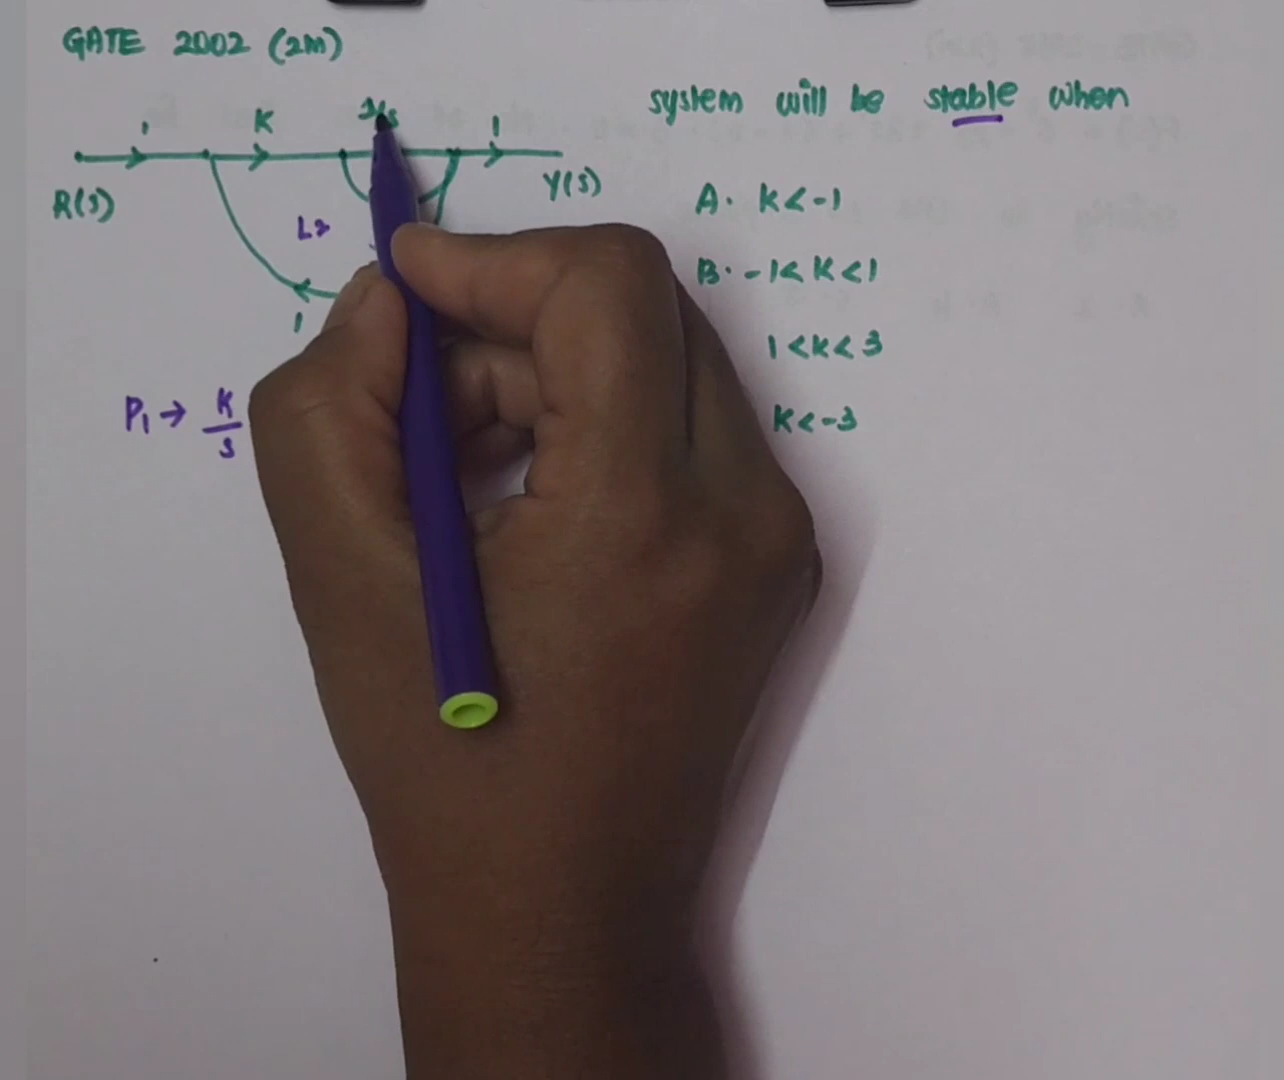 GATE 2002 (2M)
system will be stable when
1 K 1
R(s) Y(s)
L2
1
A. K<-1
B. -1< K <1
1 <K< 3
K<-3
P1 → K/s